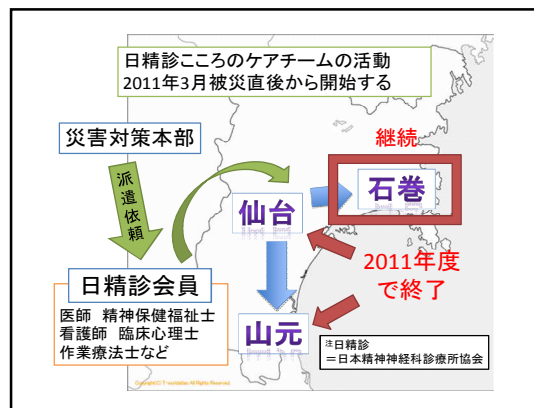 日精診こころのケアチームの活動
2011年3月被災直後から開始する
災害対策本部
継続
派遣依頼
仙台
石巻
2011年度
で終了
日精診会員
医師 精神保健福祉士
看護師 臨床心理士
作業療法士など
山元
注日精診
＝日本精神神経科診療所協会